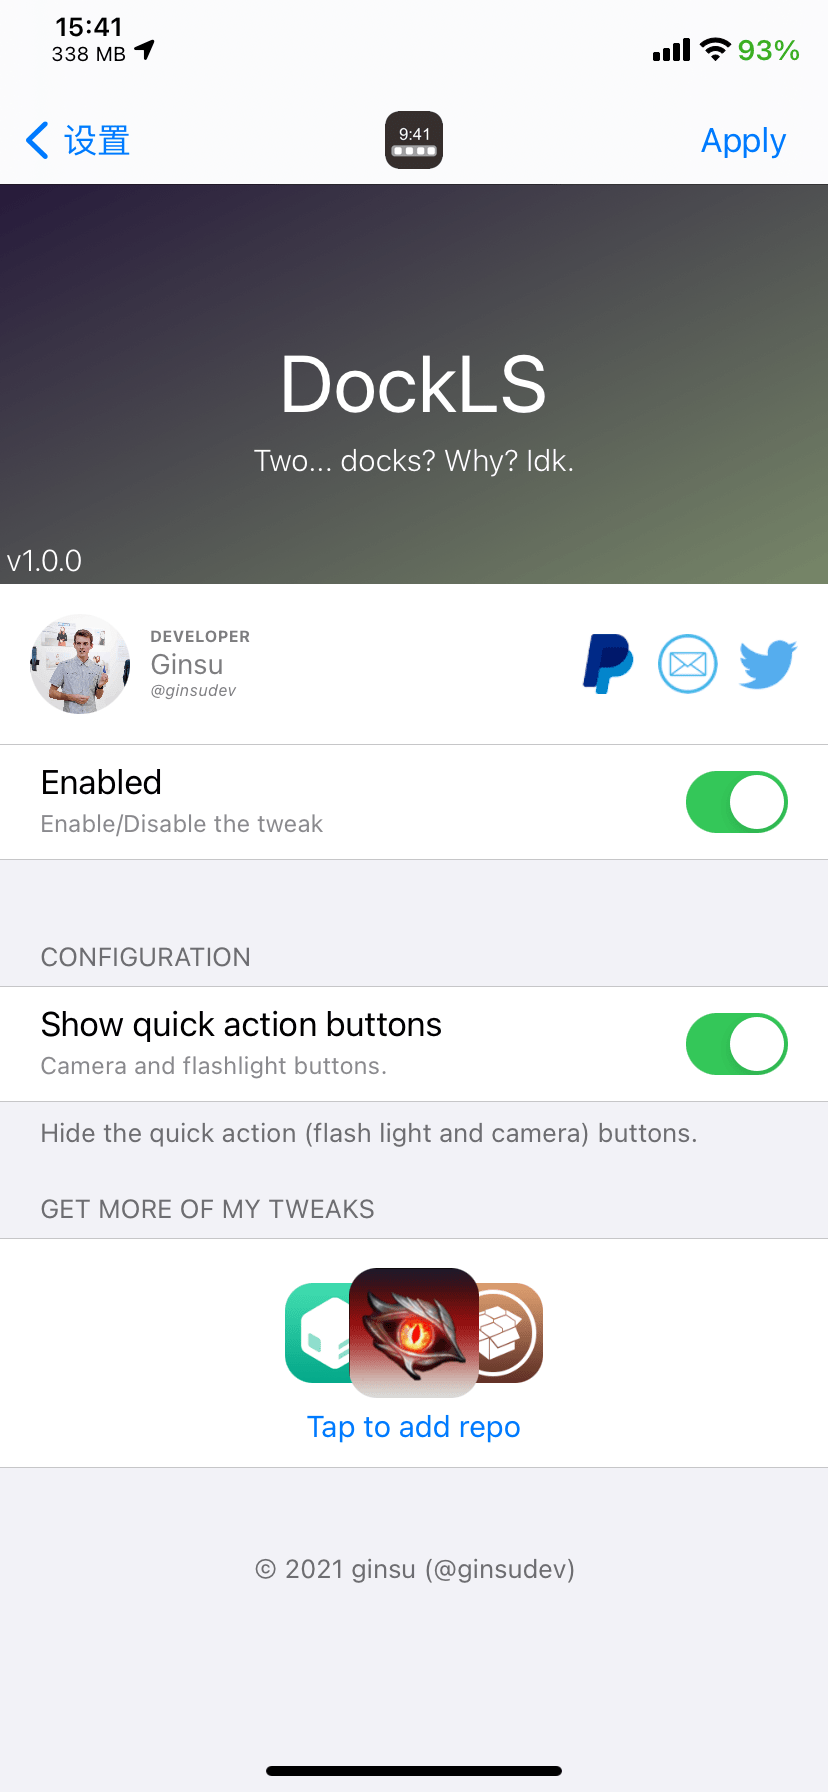 15:41
338 MB
93%
设置
9:41
Apply
DockLS
Two... docks? Why? Idk.
v1.0.0
DEVELOPER
Ginsu
@ginsudev
Enabled
Enable/Disable the tweak
CONFIGURATION
Show quick action buttons
Camera and flashlight buttons.
Hide the quick action (flash light and camera) buttons.
GET MORE OF MY TWEAKS
Tap to add repo
© 2021 ginsu (@ginsudev)